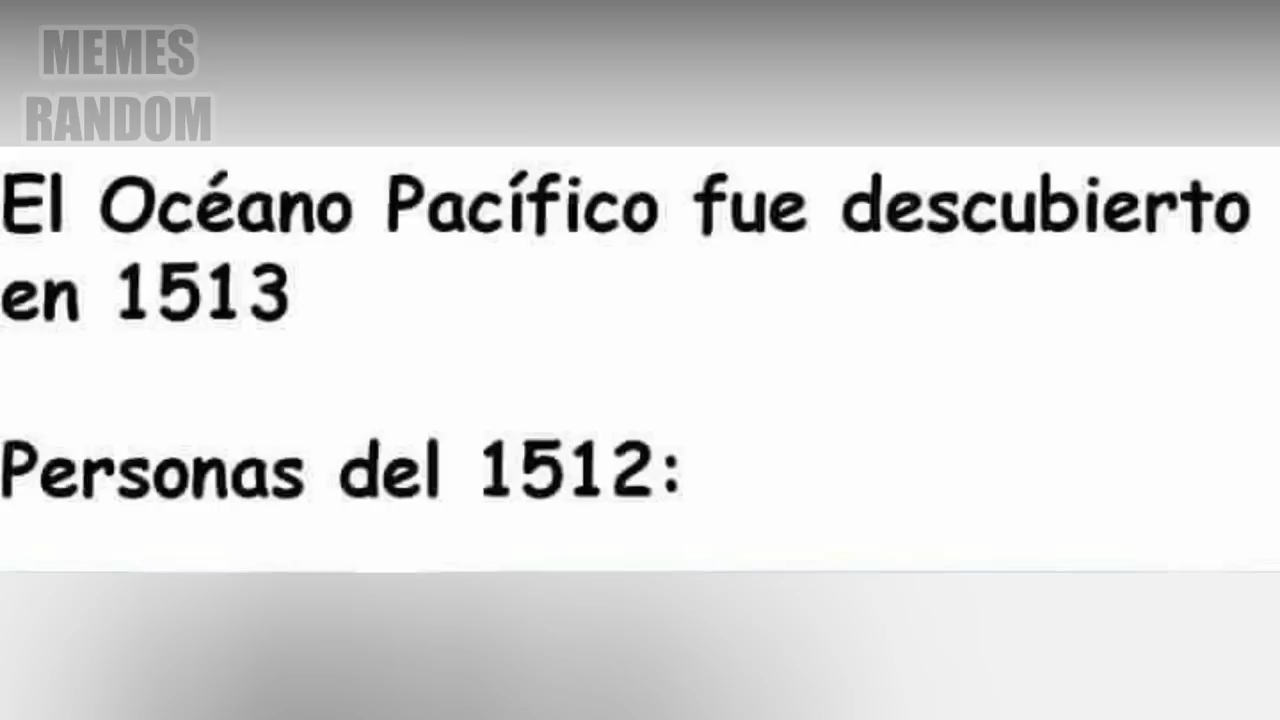 MEMES
RANDOM
El Océano Pacífico fue descubierto
en 1513
Personas del 1512: